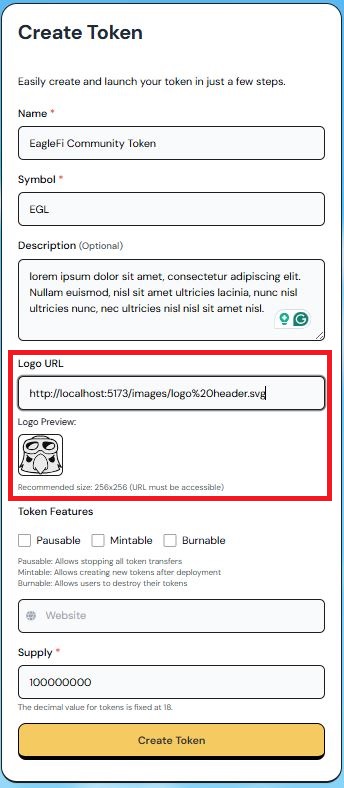 Create Token
Easily create and launch your token in just a few steps.
Name *
EagleFi Community Token
Symbol *
EGL
Description (Optional)
lorem ipsum dolor sit amet, consectetur adipiscing elit.
Nullam euismod, nisl sit amet ultricies lacinia, nunc nisl
ultricies nunc, nec ultricies nisl nisl sit amet nisl.
Logo URL
http://localhost:5173/images/logo%20header.svg
Logo Preview:
Recommended size: 256x256 (URL must be accessible)
Token Features
Pausable Mintable Burnable
Pausable: Allows stopping all token transfers
Mintable: Allows creating new tokens after deployment
Burnable: Allows users to destroy their tokens
Website
Supply *
100000000
The decimal value for tokens is fixed at 18.
Create Token